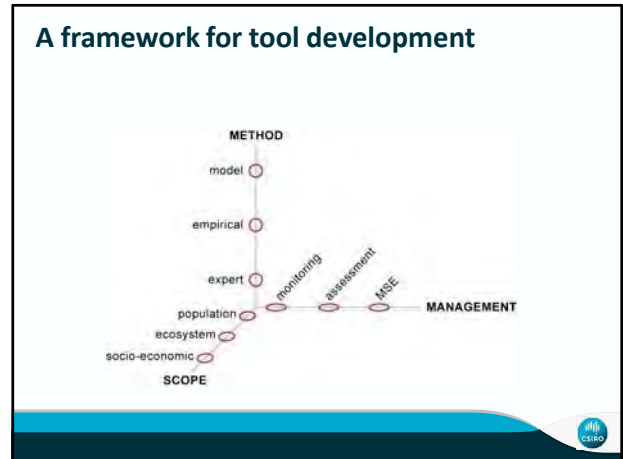 A framework for tool development
METHOD
model
empirical
expert
monitoring
assessment
MSE
MANAGEMENT
population
ecosystem
socio-economic
SCOPE
CSIRO